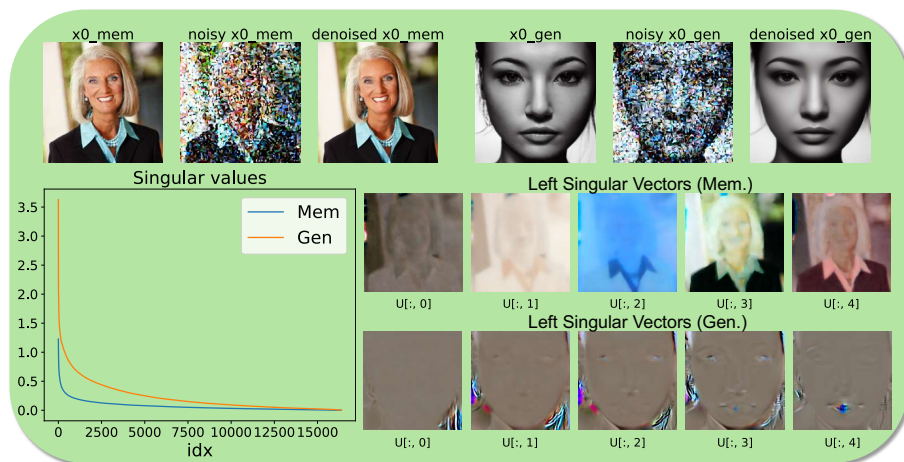 x0_mem noisy x0_mem denoised x0_mem x0_gen noisy x0_gen denoised x0_gen
Singular values
3.5
3.0
2.5
2.0
1.5
1.0
0.5
0.0
Mem
Gen
0 2500 5000 7500 10000 12500 15000
idx
Left Singular Vectors (Mem.)
U[:, 0] U[:, 1] U[:, 2] U[:, 3] U[:, 4]
Left Singular Vectors (Gen.)
U[:, 0] U[:, 1] U[:, 2] U[:, 3] U[:, 4]